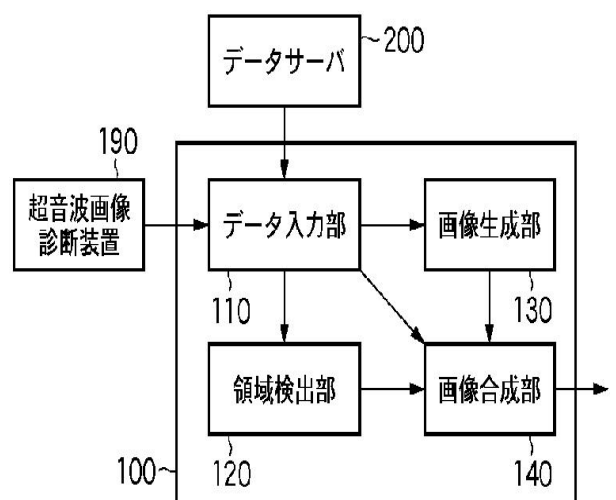 データサーバ
200
190
超音波画像
診断装置
データ入力部
画像生成部
110
130
領域検出部
画像合成部
100
120
140